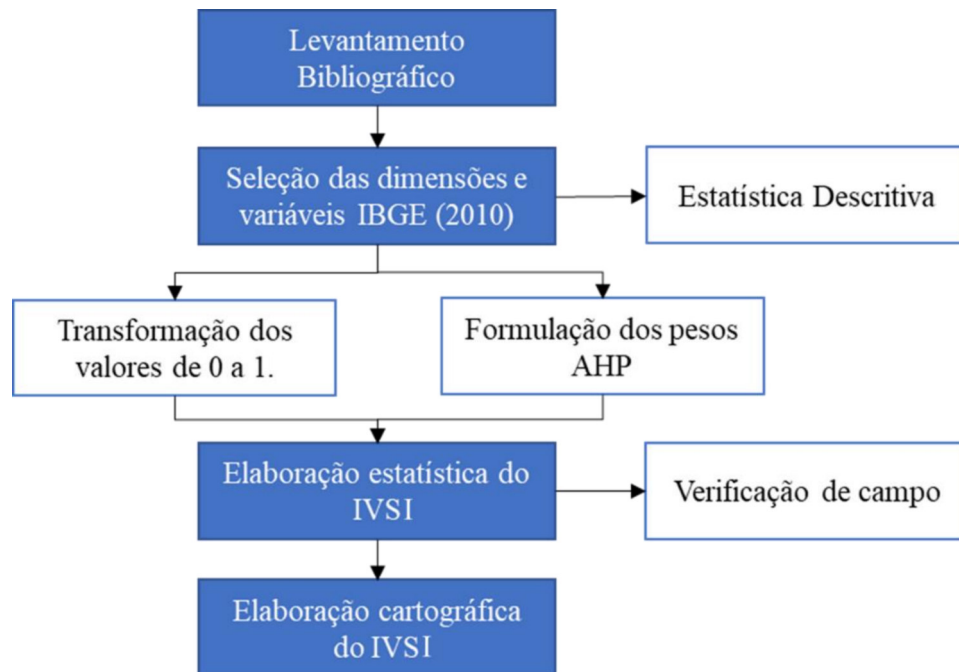 Levantamento
Bibliográfico
Seleção das dimensões e
variáveis IBGE (2010)
Estatística Descritiva
Transformação dos
valores de 0 a 1.
Formulação dos pesos
AHP
Elaboração estatística do
IVSI
Verificação de campo
Elaboração cartográfica
do IVSI